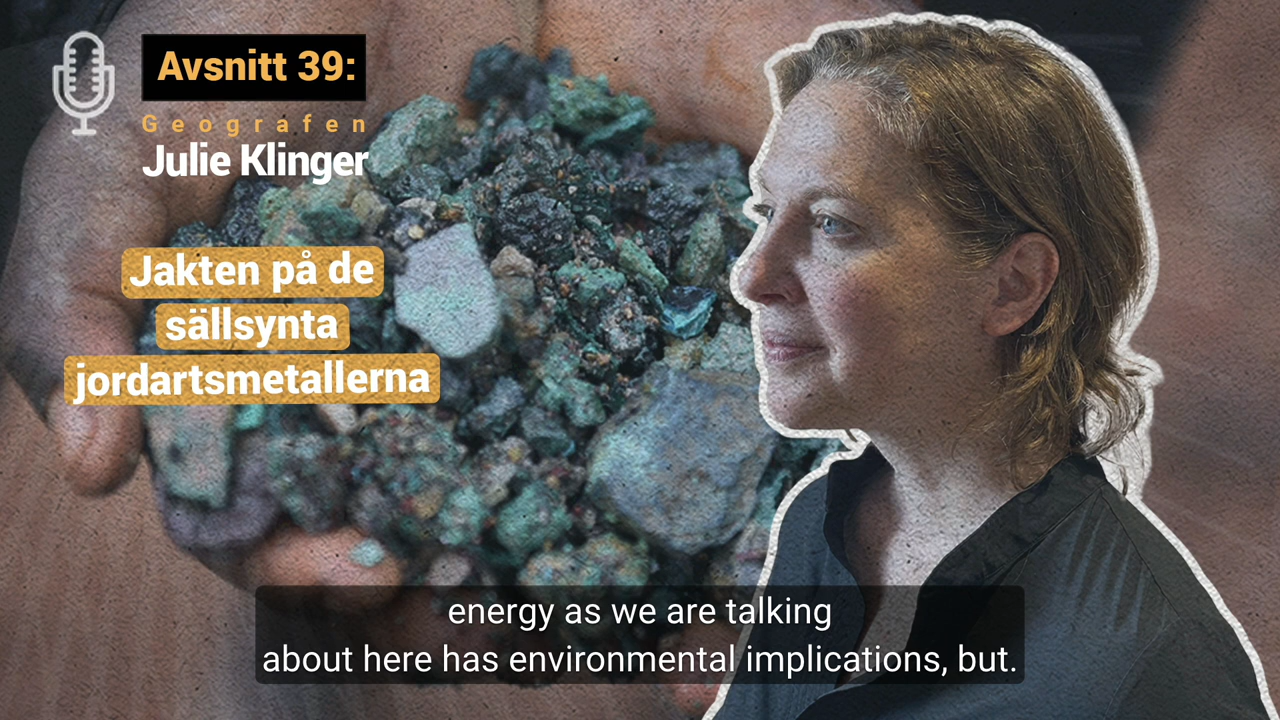 Avsnitt 39:
Geografen
Julie Klinger
Jakten på de
sällsynta
jordartsmetallerna
energy as we are talking
about here has environmental implications, but.